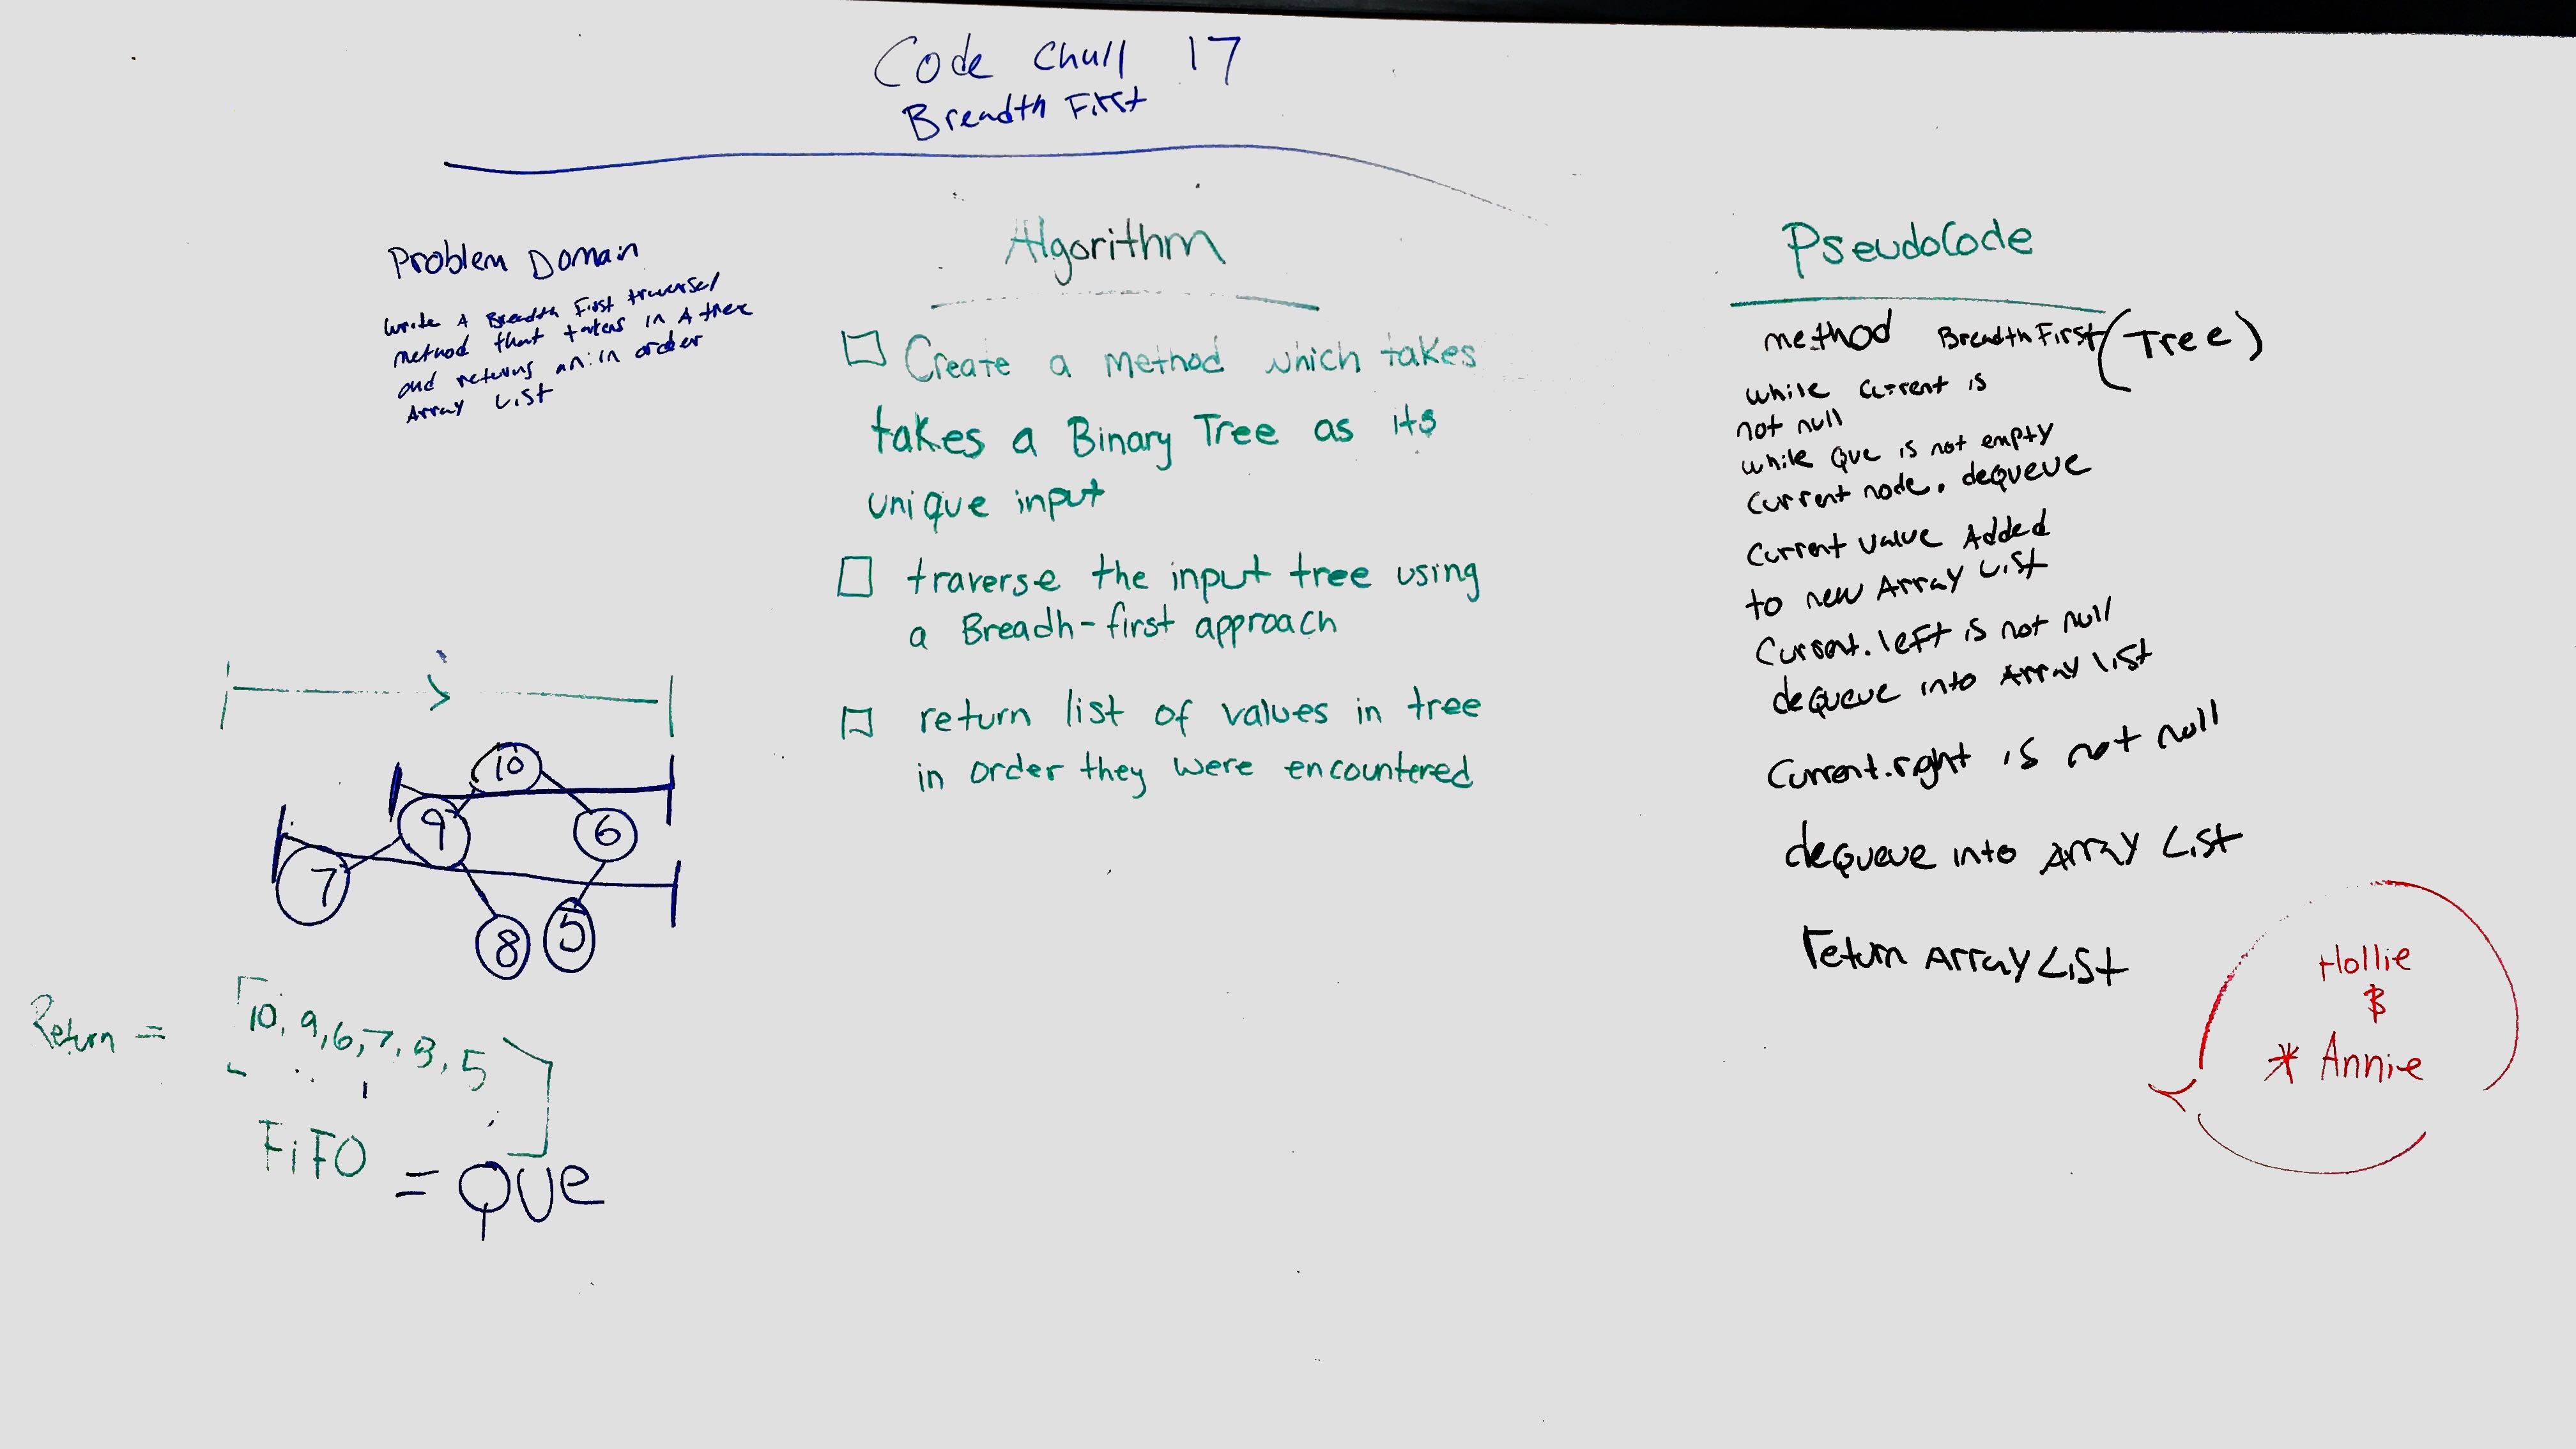 Code Chull 17
Breadth First
Problem Domain
write A Breadth First traversal
method that takes in A tree
and returns an in order
Array List
Algorithm
Create a method which takes
takes a Binary Tree as its
unique input
traverse the input tree using
a Breadh-first approach
return list of values in tree
in order they were encountered
PseudoCode
method BreadthFirst(Tree)
while current is
not null
while Que is not empty
Current node. dequeue
Current value Added
to new Array List
Current.left is not null
deQueue into Array list
Current.right is not null
deQueue into Array List
return Array List
10
9
6
7
8
5
Return = [10, 9, 6, 7, 8, 5]
FiFO
= QUe
Hollie
&
* Annie